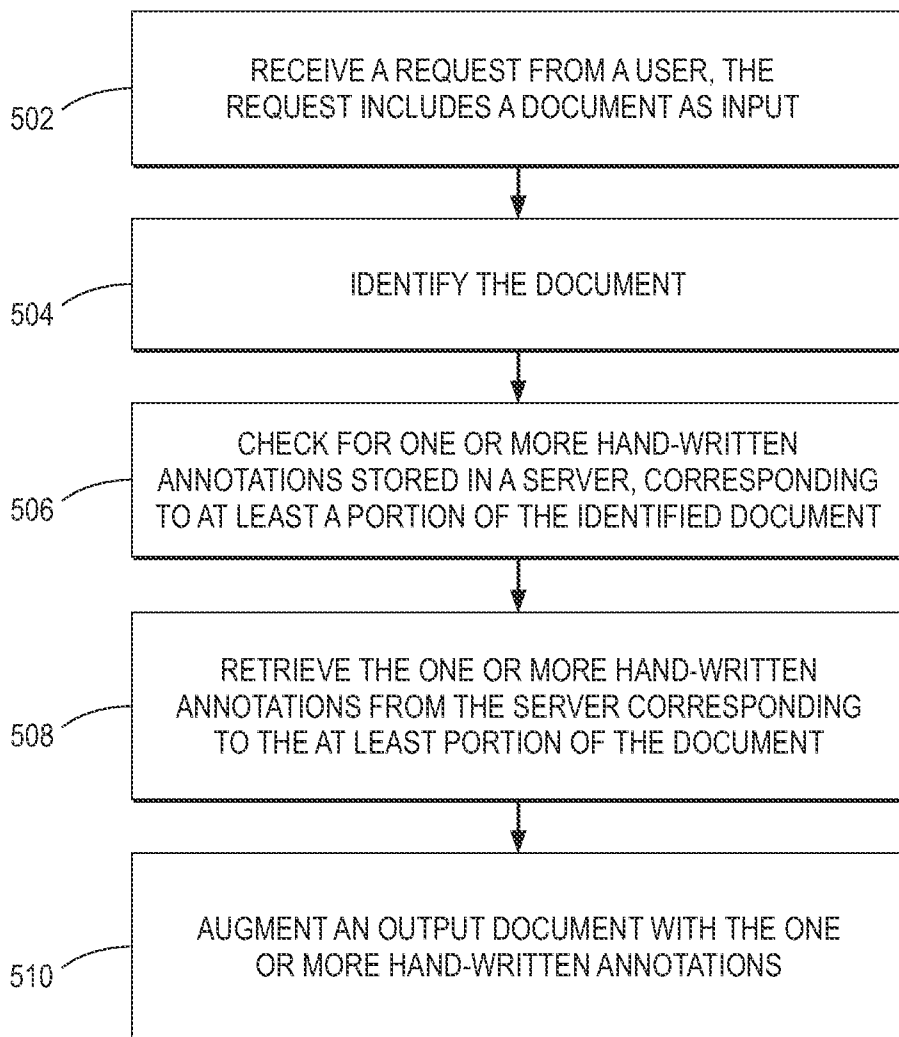 502
RECEIVE A REQUEST FROM A USER, THE
REQUEST INCLUDES A DOCUMENT AS INPUT
504
IDENTIFY THE DOCUMENT
506
CHECK FOR ONE OR MORE HAND-WRITTEN
ANNOTATIONS STORED IN A SERVER, CORRESPONDING
TO AT LEAST A PORTION OF THE IDENTIFIED DOCUMENT
508
RETRIEVE THE ONE OR MORE HAND-WRITTEN
ANNOTATIONS FROM THE SERVER CORRESPONDING
TO THE AT LEAST PORTION OF THE DOCUMENT
510
AUGMENT AN OUTPUT DOCUMENT WITH THE ONE
OR MORE HAND-WRITTEN ANNOTATIONS